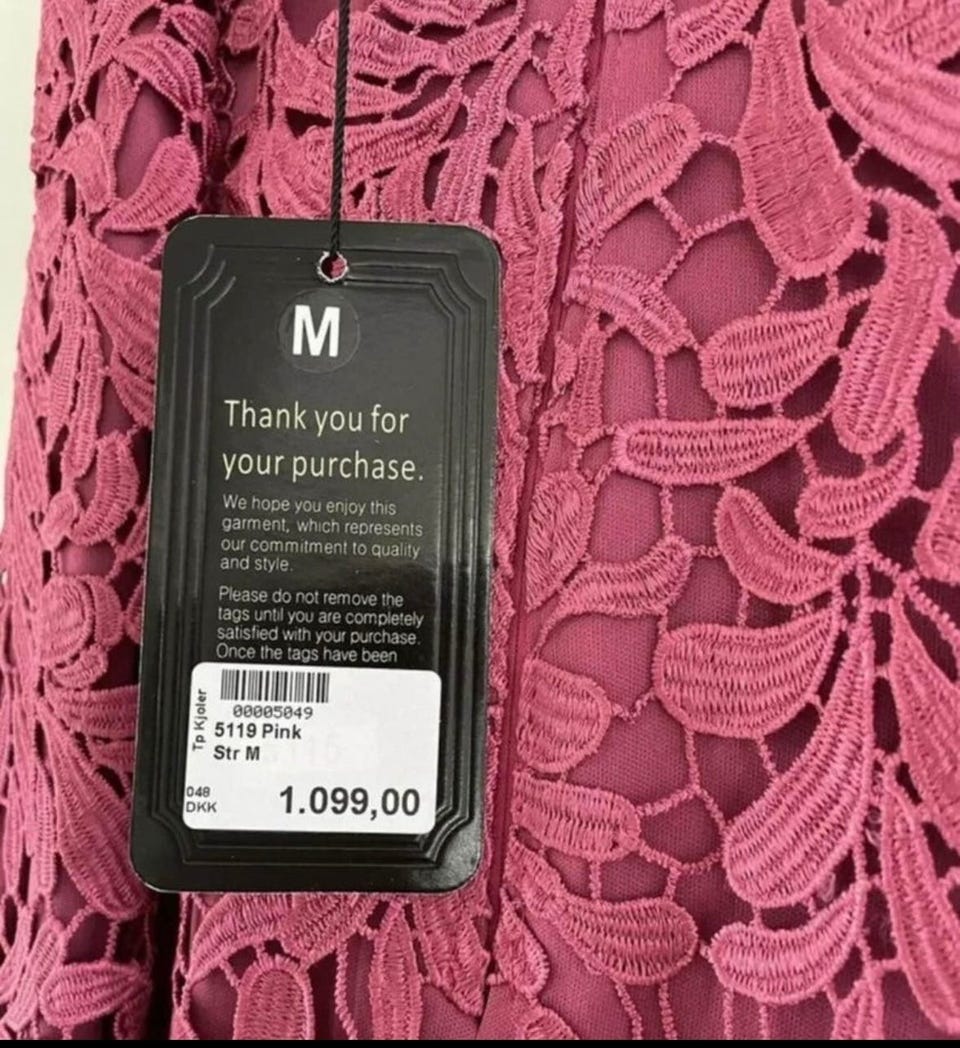 M
Thank you for
your purchase.
We hope you enjoy this
garment, which represents
our commitment to quality
and style.
Please do not remove the
tags until you are completely
satisfied with your purchase.
Once the tags have been
Tp Kjoler
00005049
5119 Pink
Str M
048
DKK
1.099,00